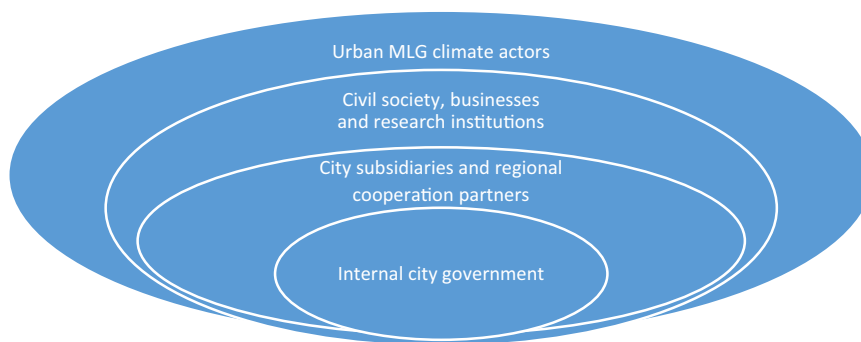 Urban MLG climate actors
Civil society, businesses
and research institutions
City subsidiaries and regional
cooperation partners
Internal city government